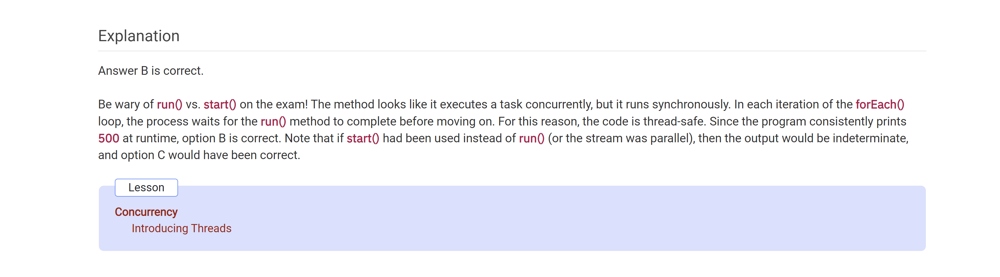 Explanation
Answer B is correct.
Be wary of run() vs. start() on the exam! The method looks like it executes a task concurrently, but it runs synchronously. In each iteration of the forEach()
loop, the process waits for the run() method to complete before moving on. For this reason, the code is thread-safe. Since the program consistently prints
500 at runtime, option B is correct. Note that if start() had been used instead of run() (or the stream was parallel), then the output would be indeterminate,
and option C would have been correct.
Lesson
Concurrency
Introducing Threads